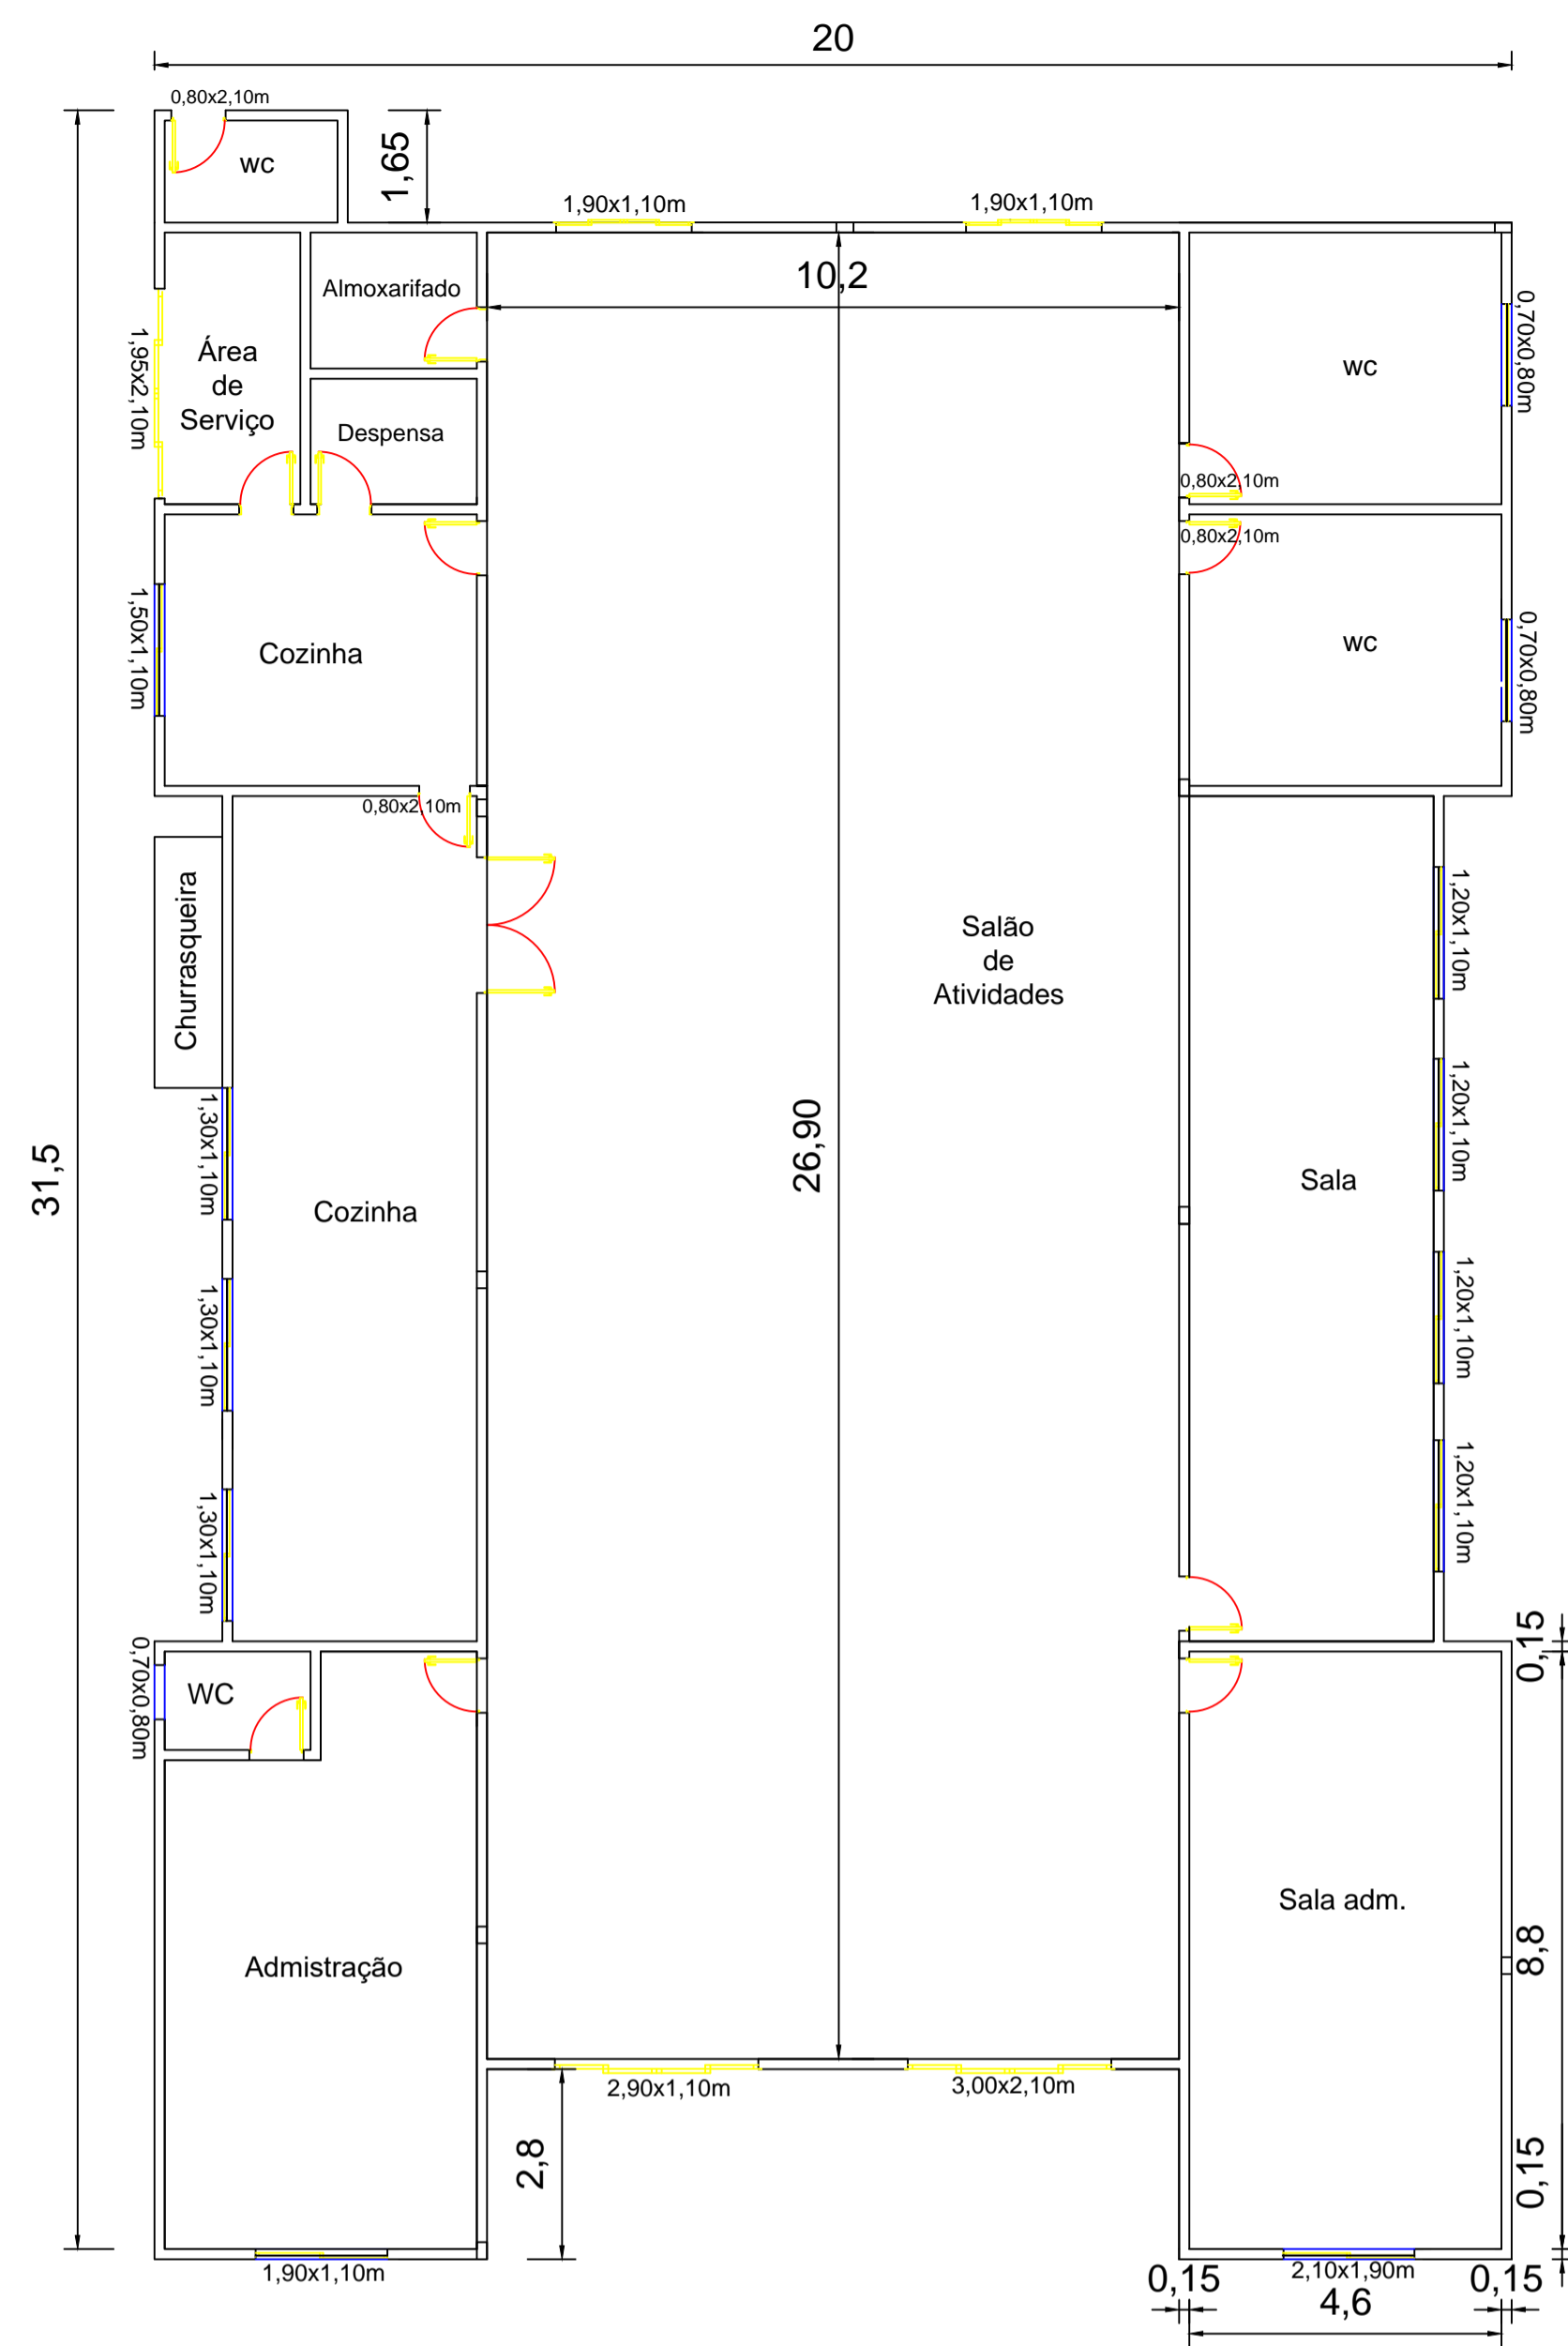 20
0,80x2,10m
wc
1,65
1,90x1,10m
1,90x1,10m
10,2
Almoxarifado
Área
de
Serviço
1,95x2,10m
Despensa
wc
0,70x0,80m
0,80x2,10m
0,80x2,10m
wc
0,70x0,80m
1,50x1,10m
Cozinha
0,80x2,10m
Churrasqueira
Salão
de
Atividades
1,20x1,10m
1,20x1,10m
1,20x1,10m
1,20x1,10m
31,5
1,30x1,10m
1,30x1,10m
1,30x1,10m
Cozinha
26,90
Sala
0,15
0,70x0,80m
WC
Sala adm.
8,8
Admistração
2,90x1,10m
3,00x2,10m
2,8
0,15
1,90x1,10m
2,10x1,90m
0,15
0,15
4,6